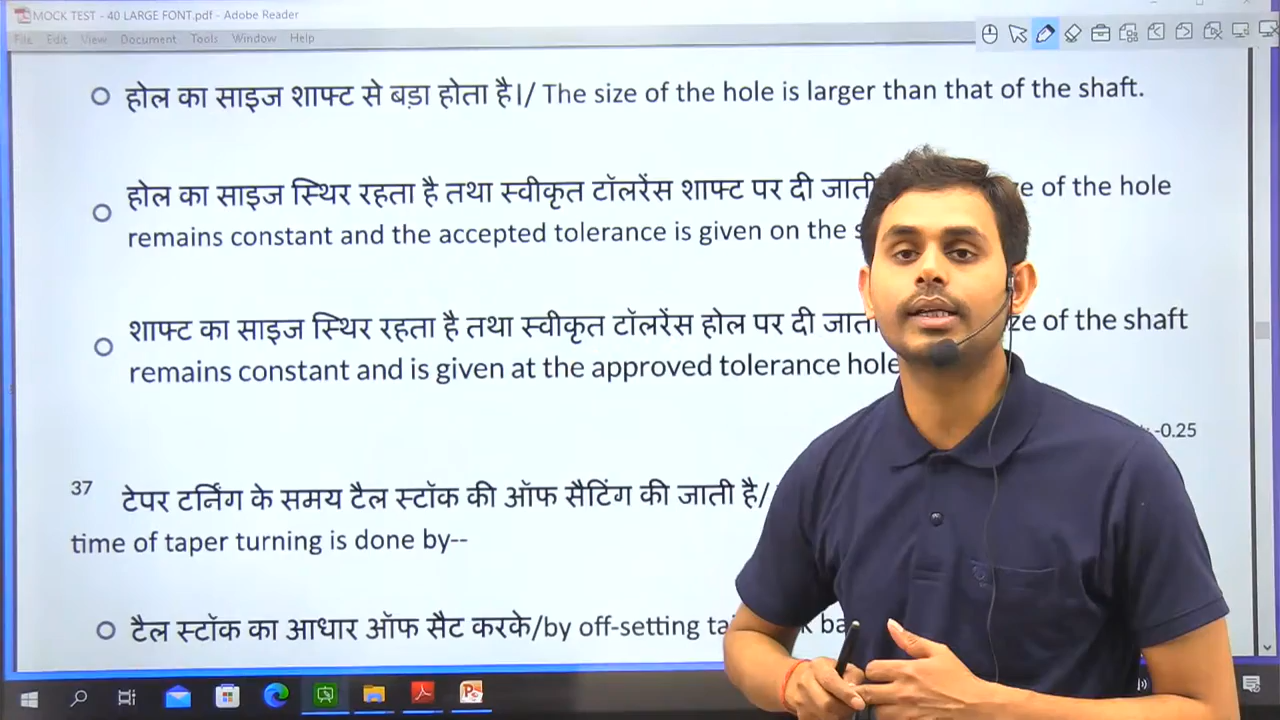 MOCK TEST - 40 LARGE FONT.pdf - Adobe Reader
File Edit View Document Tools Window Help
होल का साइज शाफ्ट से बड़ा होता है।/ The size of the hole is larger than that of the shaft.
होल का साइज स्थिर रहता है तथा स्वीकृत टॉलरेंस शाफ्ट पर दी जाती of the hole
remains constant and the accepted tolerance is given on the
शाफ्ट का साइज स्थिर रहता है तथा स्वीकृत टॉलरेंस होल पर दी of the shaft
remains constant and is given at the approved tolerance hole
-0.25
37 टेपर टर्निंग के समय टैल स्टॉक की ऑफ सैटिंग की जाती है/
time of taper turning is done by--
टैल स्टॉक का आधार ऑफ सैट करके/by off-setting